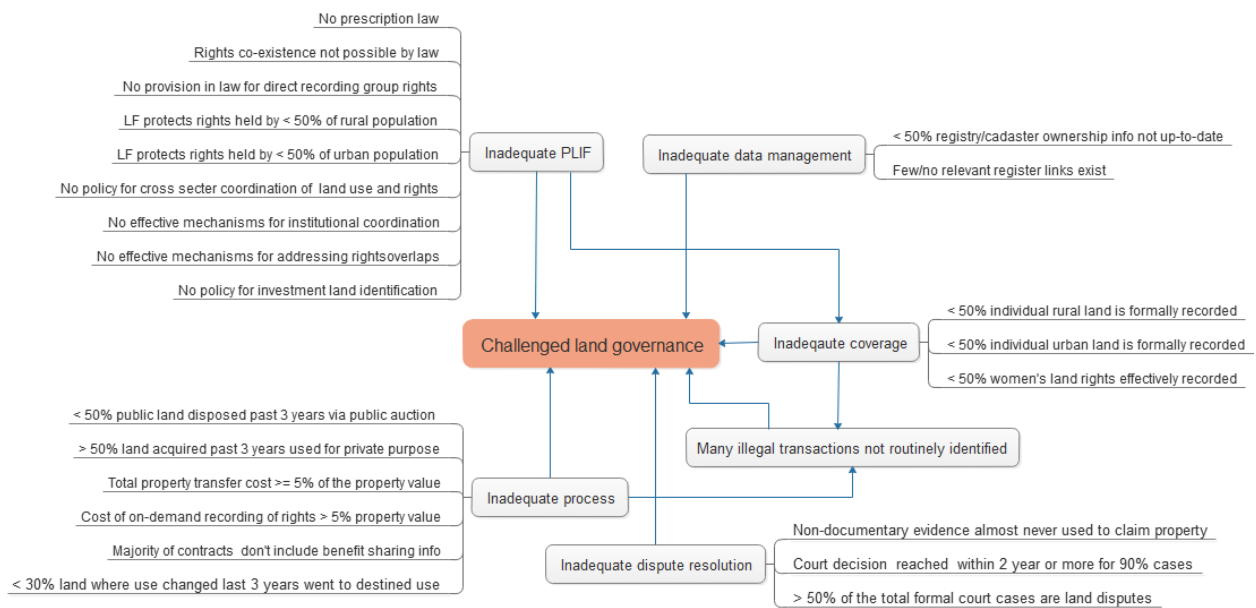 No prescription law
Rights co-existence not possible by law
No provision in law for direct recording group rights
LF protects rights held by < 50% of rural population
LF protects rights held by < 50% of urban population
No policy for cross secter coordination of land use and rights
No effective mechanisms for institutional coordination
No effective mechanisms for addressing rightsoverlaps
No policy for investment land identification
Inadequate PLIF
Inadequate data management
< 50% registry/cadaster ownership info not up-to-date
Few/no relevant register links exist
Challenged land governance
Inadeqaute coverage
< 50% individual rural land is formally recorded
< 50% individual urban land is formally recorded
< 50% women's land rights effectively recorded
Many illegal transactions not routinely identified
< 50% public land disposed past 3 years via public auction
> 50% land acquired past 3 years used for private purpose
Total property transfer cost >= 5% of the property value
Cost of on-demand recording of rights > 5% property value
Majority of contracts don't include benefit sharing info
< 30% land where use changed last 3 years went to destined use
Inadequate process
Inadequate dispute resolution
Non-documentary evidence almost never used to claim property
Court decision reached within 2 year or more for 90% cases
> 50% of the total formal court cases are land disputes